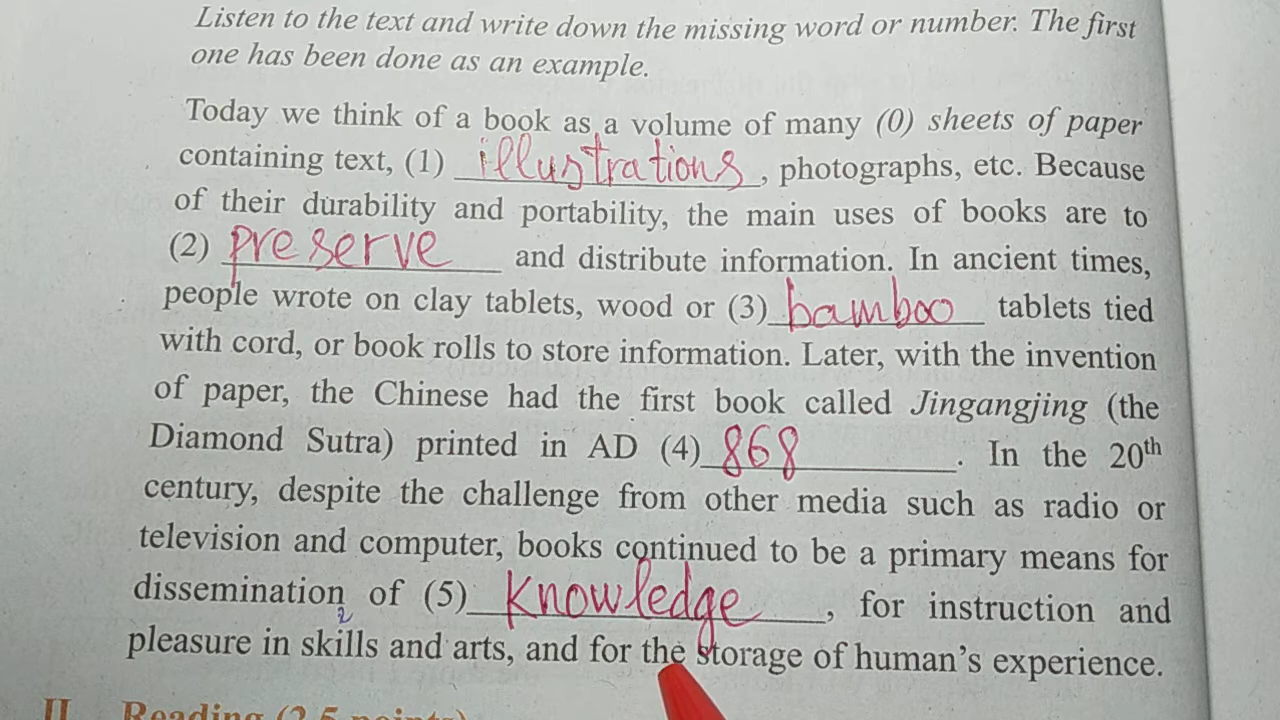 Listen to the text and write down the missing word or number. The first
one has been done as an example.
Today we think of a book as a volume of many (0) sheets of paper
containing text, (1) illustrations, photographs, etc. Because
of their durability and portability, the main uses of books are to
(2) preserve and distribute information. In ancient times,
people wrote on clay tablets, wood or (3) bamboo tablets tied
with cord, or book rolls to store information. Later, with the invention
of paper, the Chinese had the first book called Jingangjing (the
Diamond Sutra) printed in AD (4) 868. In the 20th
century, despite the challenge from other media such as radio or
television and computer, books continued to be a primary means for
dissemination of (5) knowledge, for instruction and
2
pleasure in skills and arts, and for the storage of human's experience.
II. Reading (2.5 points)